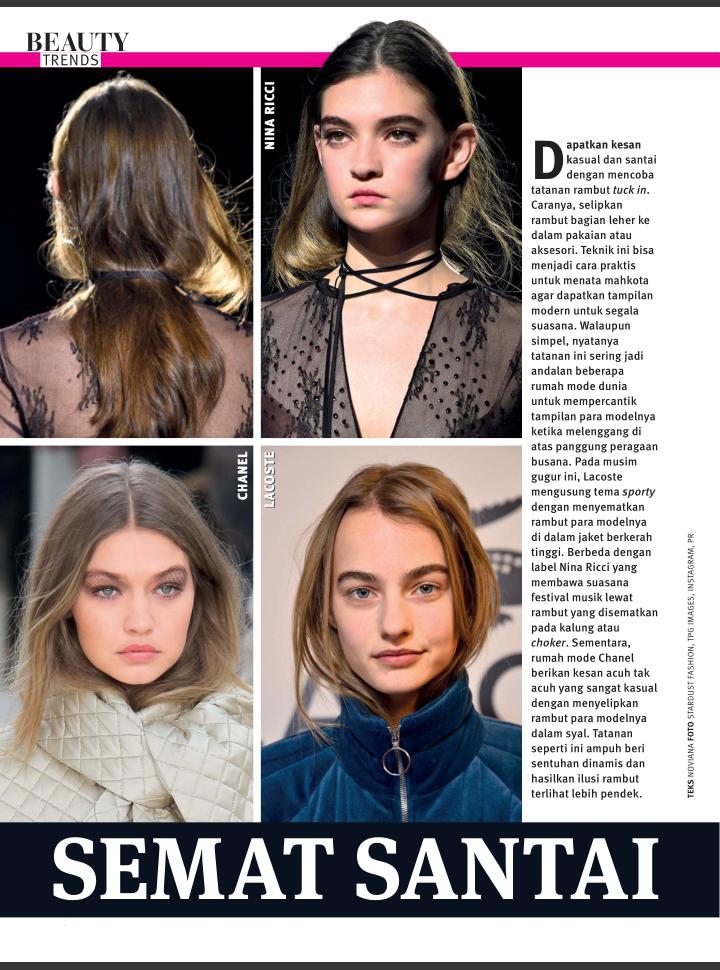 BEAUTY
TRENDS
NINA RICCI
CHANEL
LACOSTE
Dapatkan kesan
kasual dan santai
dengan mencoba
tatanan rambut tuck in.
Caranya, selipkan
rambut bagian leher ke
dalam pakaian atau
aksesori. Teknik ini bisa
menjadi cara praktis
untuk menata mahkota
agar dapatkan tampilan
modern untuk segala
suasana. Walaupun
simpel, nyatanya
tatanan ini sering jadi
andalan beberapa
rumah mode dunia
untuk mempercantik
tampilan para modelnya
ketika melenggang di
atas panggung peragaan
busana. Pada musim
gugur ini, Lacoste
mengusung tema sporty
dengan menyematkan
rambut para modelnya
di dalam jaket berkerah
tinggi. Berbeda dengan
label Nina Ricci yang
membawa suasana
festival musik lewat
rambut yang disematkan
pada kalung atau
choker. Sementara,
rumah mode Chanel
berikan kesan acuh tak
acuh yang sangat kasual
dengan menyelipkan
rambut para modelnya
dalam syal. Tatanan
seperti ini ampuh beri
sentuhan dinamis dan
hasilkan ilusi rambut
terlihat lebih pendek.
TEKS NOVIANA FOTO STARDUST FASHION, TPG IMAGES, INSTAGRAM, PR
SEMAT SANTAI